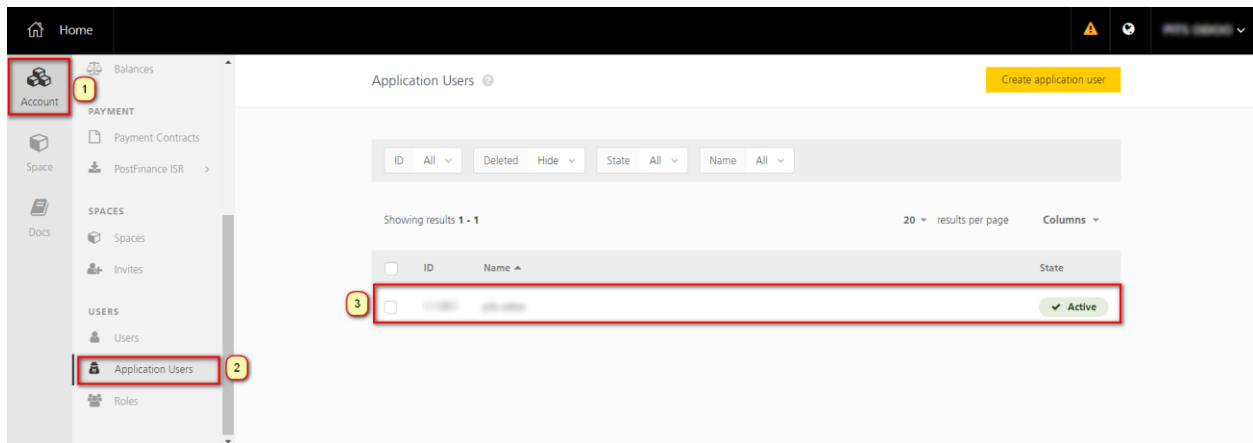 Home
Account
1
Space
Docs
Balances
PAYMENT
Payment Contracts
PostFinance ISR >
SPACES
Spaces
Invites
USERS
Users
Application Users
2
Roles
Application Users ?
Create application user
ID All
Deleted Hide
State All
Name All
Showing results 1 - 1
20 results per page
Columns
ID Name State
3
Active